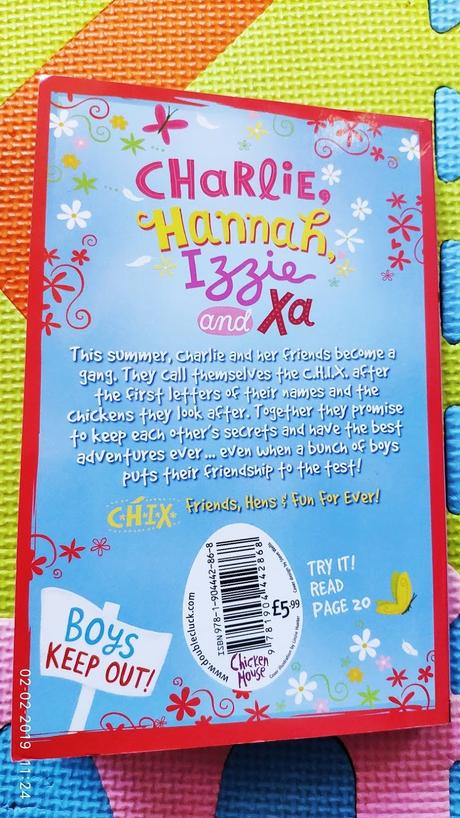 Charlie,
Hannah,
Izzie
and Xa
This summer, Charlie and her friends become a
gang. They call themselves the C.H.I.X. after
the first letters of their names and the
chickens they look after. Together they promise
to keep each other's secrets and have the best
adventures ever... even when a bunch of boys
puts their friendship to the test!
C.H.I.X. Friends, Hens & Fun For Ever!
BOYS
KEEP OUT!
www.doublecluck.com
ISBN 978-1-904442-86-8
9 781904 442868
£5.99
Chicken
House
TRY IT!
READ
PAGE 20
02-02-2019 11:24